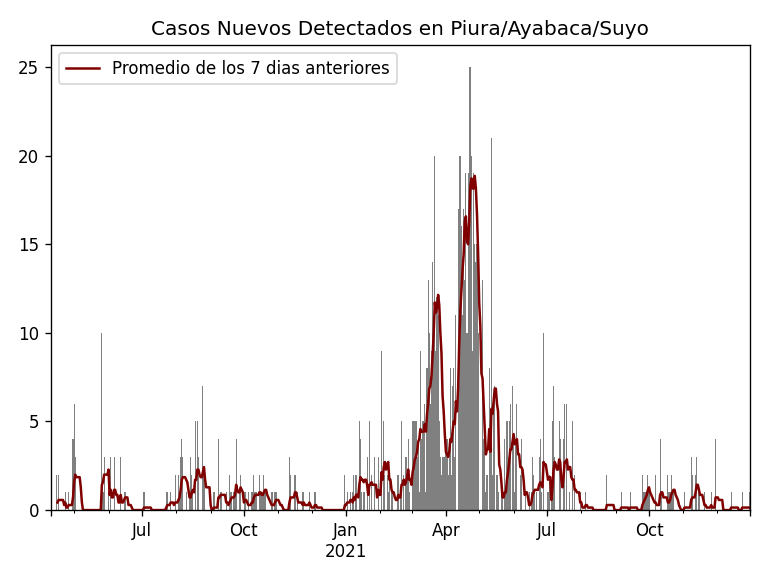 Casos Nuevos Detectados en Piura/Ayabaca/Suyo
Promedio de los 7 dias anteriores
25
20
15
10
5
0
Jul
Oct
Jan
2021
Apr
Jul
Oct